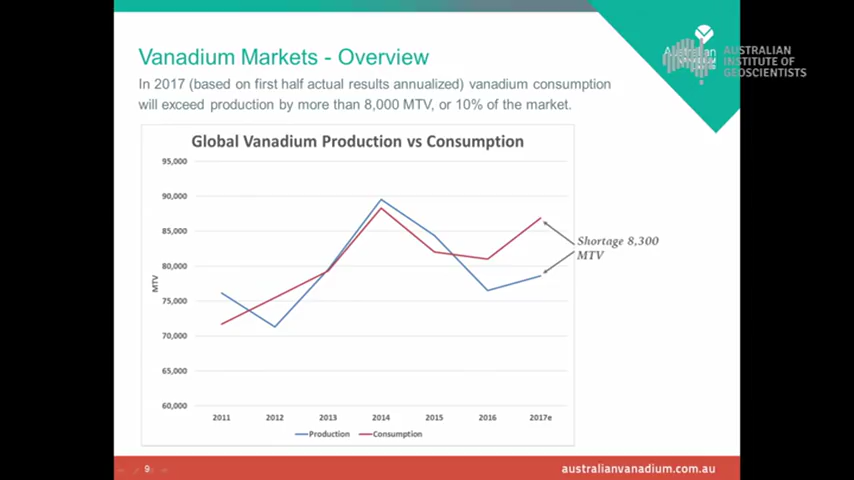 Vanadium Markets - Overview
In 2017 (based on first half actual results annualized) vanadium consumption
will exceed production by more than 8,000 MTV, or 10% of the market.
AUSTRALIAN
INSTITUTE OF
GEOSCIENTISTS
Australian
Global Vanadium Production vs Consumption
95,000
90,000
85,000
80,000
75,000
70,000
65,000
60,000
MTV
Shortage 8,300
MTV
2011 2012 2013 2014 2015 2016 2017e
Production Consumption
9
australianvanadium.com.au